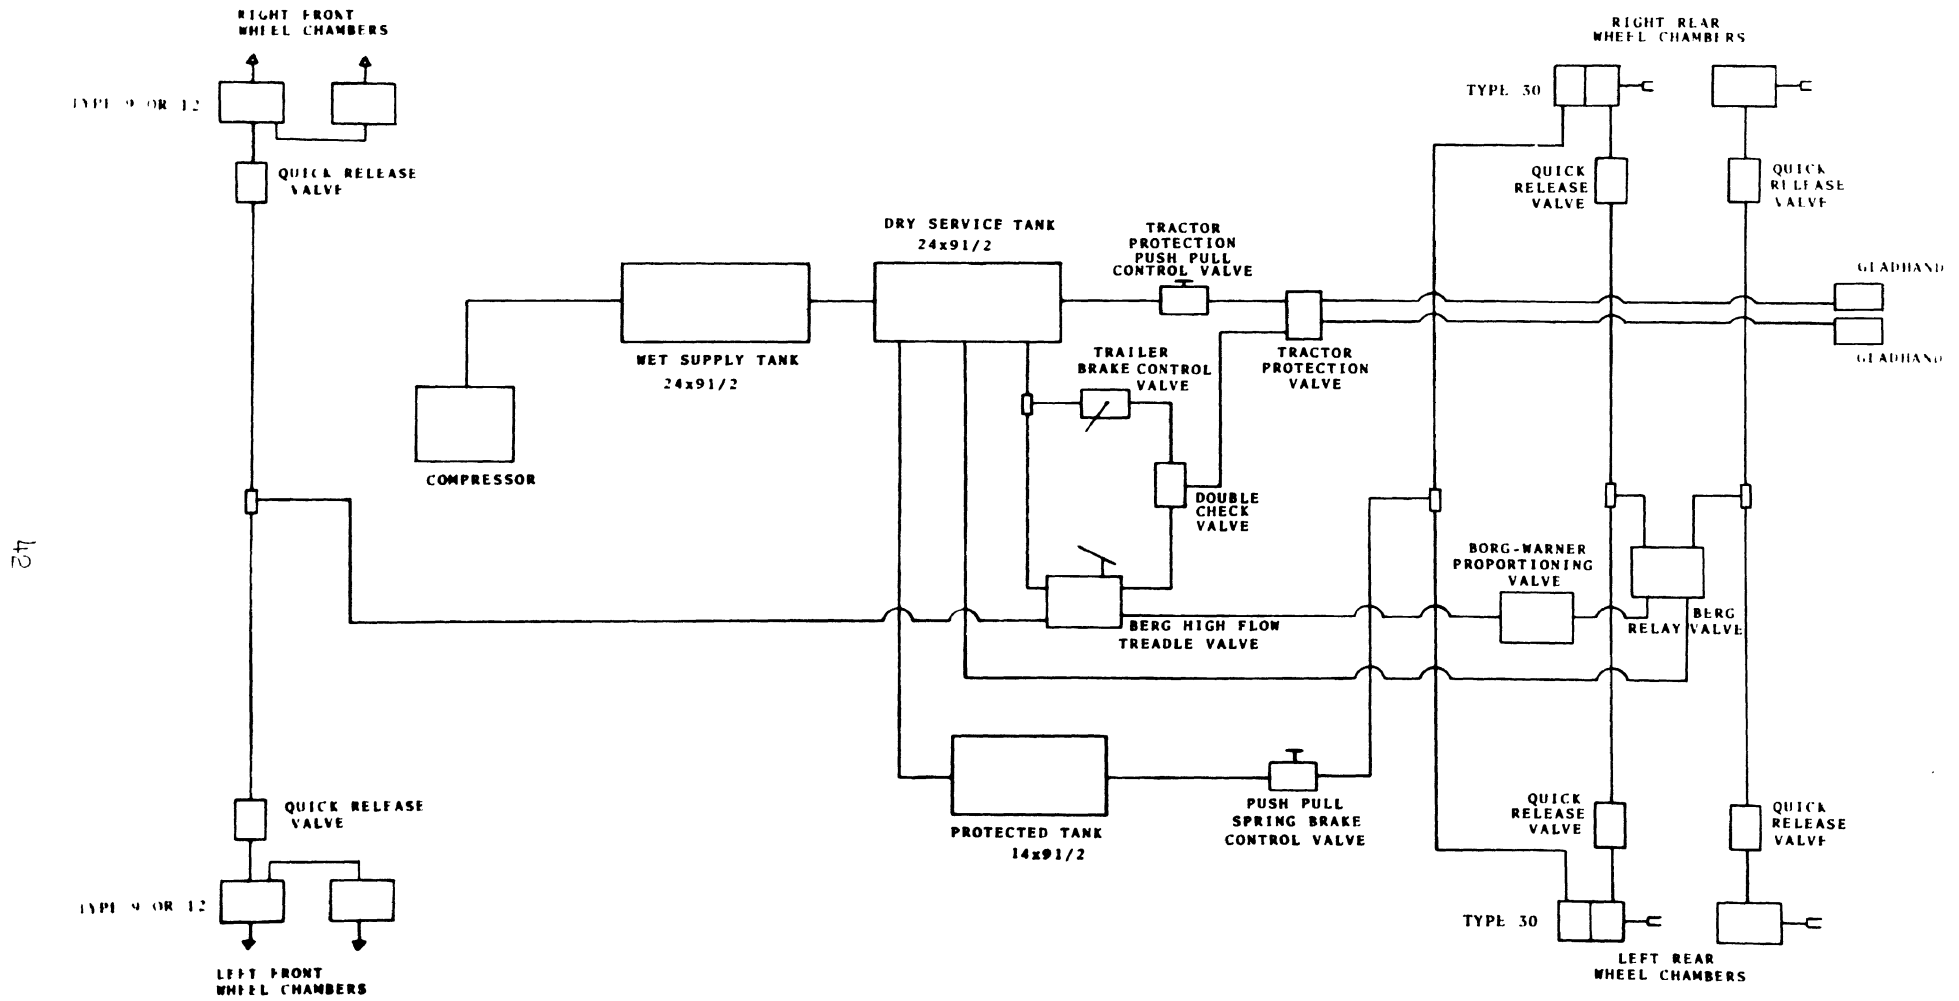 RIGHT FRONT
WHEEL CHAMBERS
TYPE 9 OR 12
QUICK RELEASE
VALVE
RIGHT REAR
WHEEL CHAMBERS
TYPE 30
QUICK
RELEASE
VALVE
QUICK
RELEASE
VALVE
DRY SERVICE TANK
24x91/2
TRACTOR
PROTECTION
PUSH PULL
CONTROL VALVE
GLADHAND
GLADHAND
WET SUPPLY TANK
24x91/2
TRAILER
BRAKE CONTROL
VALVE
TRACTOR
PROTECTION
VALVE
COMPRESSOR
DOUBLE
CHECK
VALVE
42
BORG-WARNER
PROPORTIONING
VALVE
BERG HIGH FLOW
TREADLE VALVE
BERG
RELAY VALVE
PROTECTED TANK
14x91/2
PUSH PULL
SPRING BRAKE
CONTROL VALVE
QUICK RELEASE
VALVE
QUICK
RELEASE
VALVE
QUICK
RELEASE
VALVE
TYPE 9 OR 12
TYPE 30
LEFT FRONT
WHEEL CHAMBERS
LEFT REAR
WHEEL CHAMBERS